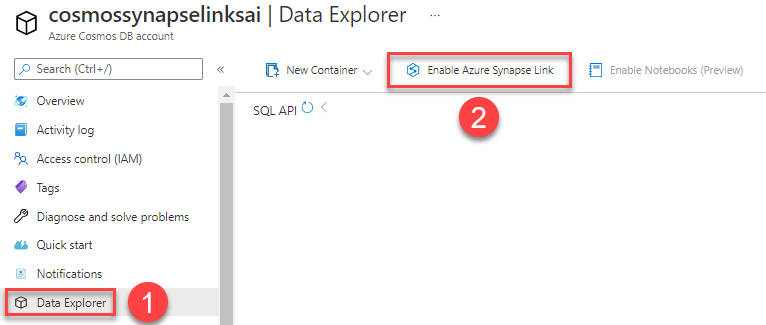 cosmossynapselinksai | Data Explorer ...
Azure Cosmos DB account
Search (Ctrl+/) «
New Container Enable Azure Synapse Link Enable Notebooks (Preview)
Overview
SQL API
2
Activity log
Access control (IAM)
Tags
Diagnose and solve problems
Quick start
Notifications
Data Explorer 1